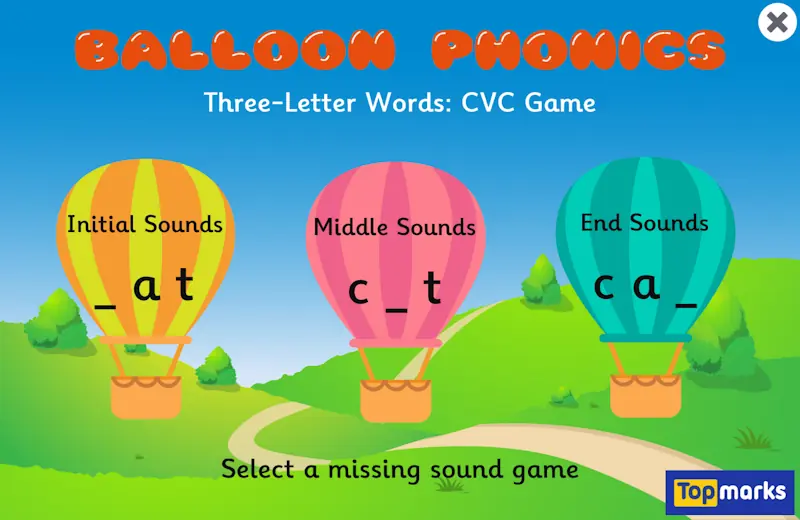 BALLOON PHONICS
Three-Letter Words: CVC Game
Initial Sounds
_ a t
Middle Sounds
c _ t
End Sounds
c a _
Select a missing sound game
Topmarks